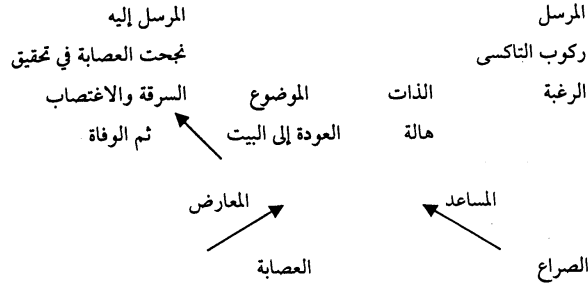 المرسل المرسل إليه
ركوب التاكسى نجحت العصابة في تحقيق
الرغبة الذات الموضوع السرقة والاغتصاب
هالة العودة إلى البيت ثم الوفاة
المساعد المعارض
الصراع العصابة